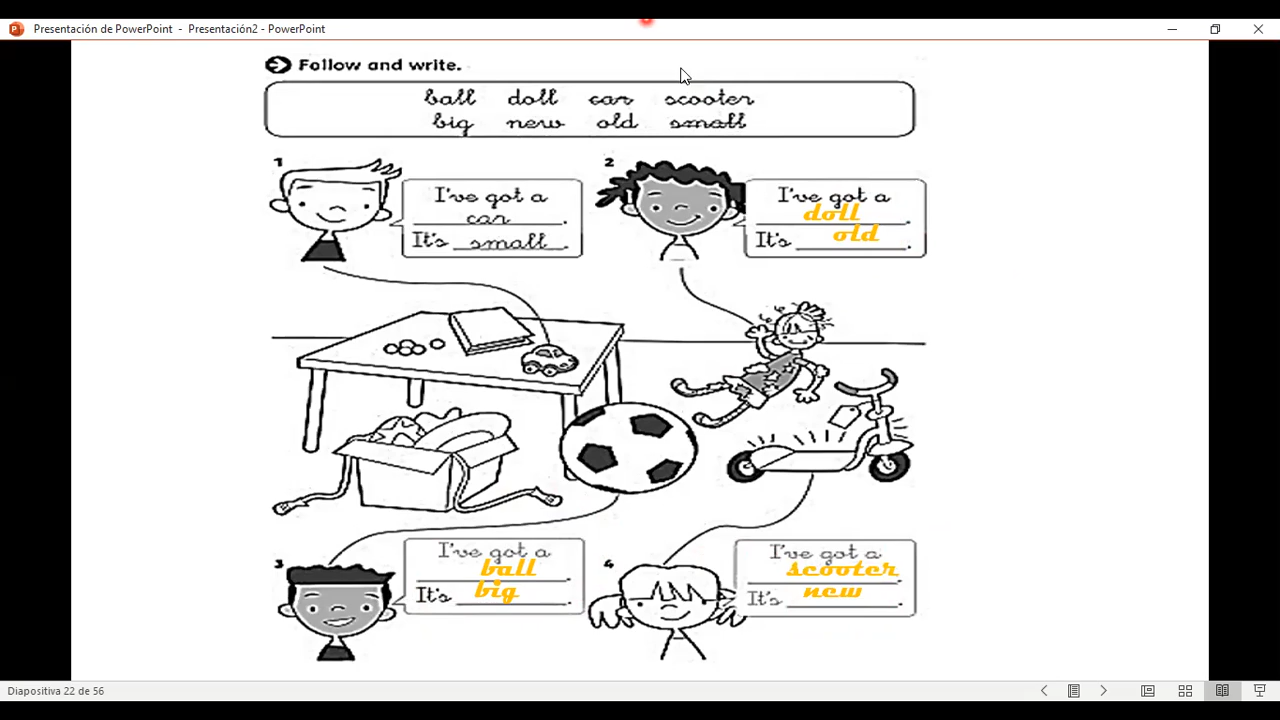 Presentación de PowerPoint - Presentación2 - PowerPoint
Follow and write.
ball doll car scooter
big new old small
1
I've got a
car.
It's small.
2
I've got a
doll.
It's old.
3
I've got a
ball.
It's big.
4
I've got a
scooter.
It's new.
Diapositiva 22 de 56